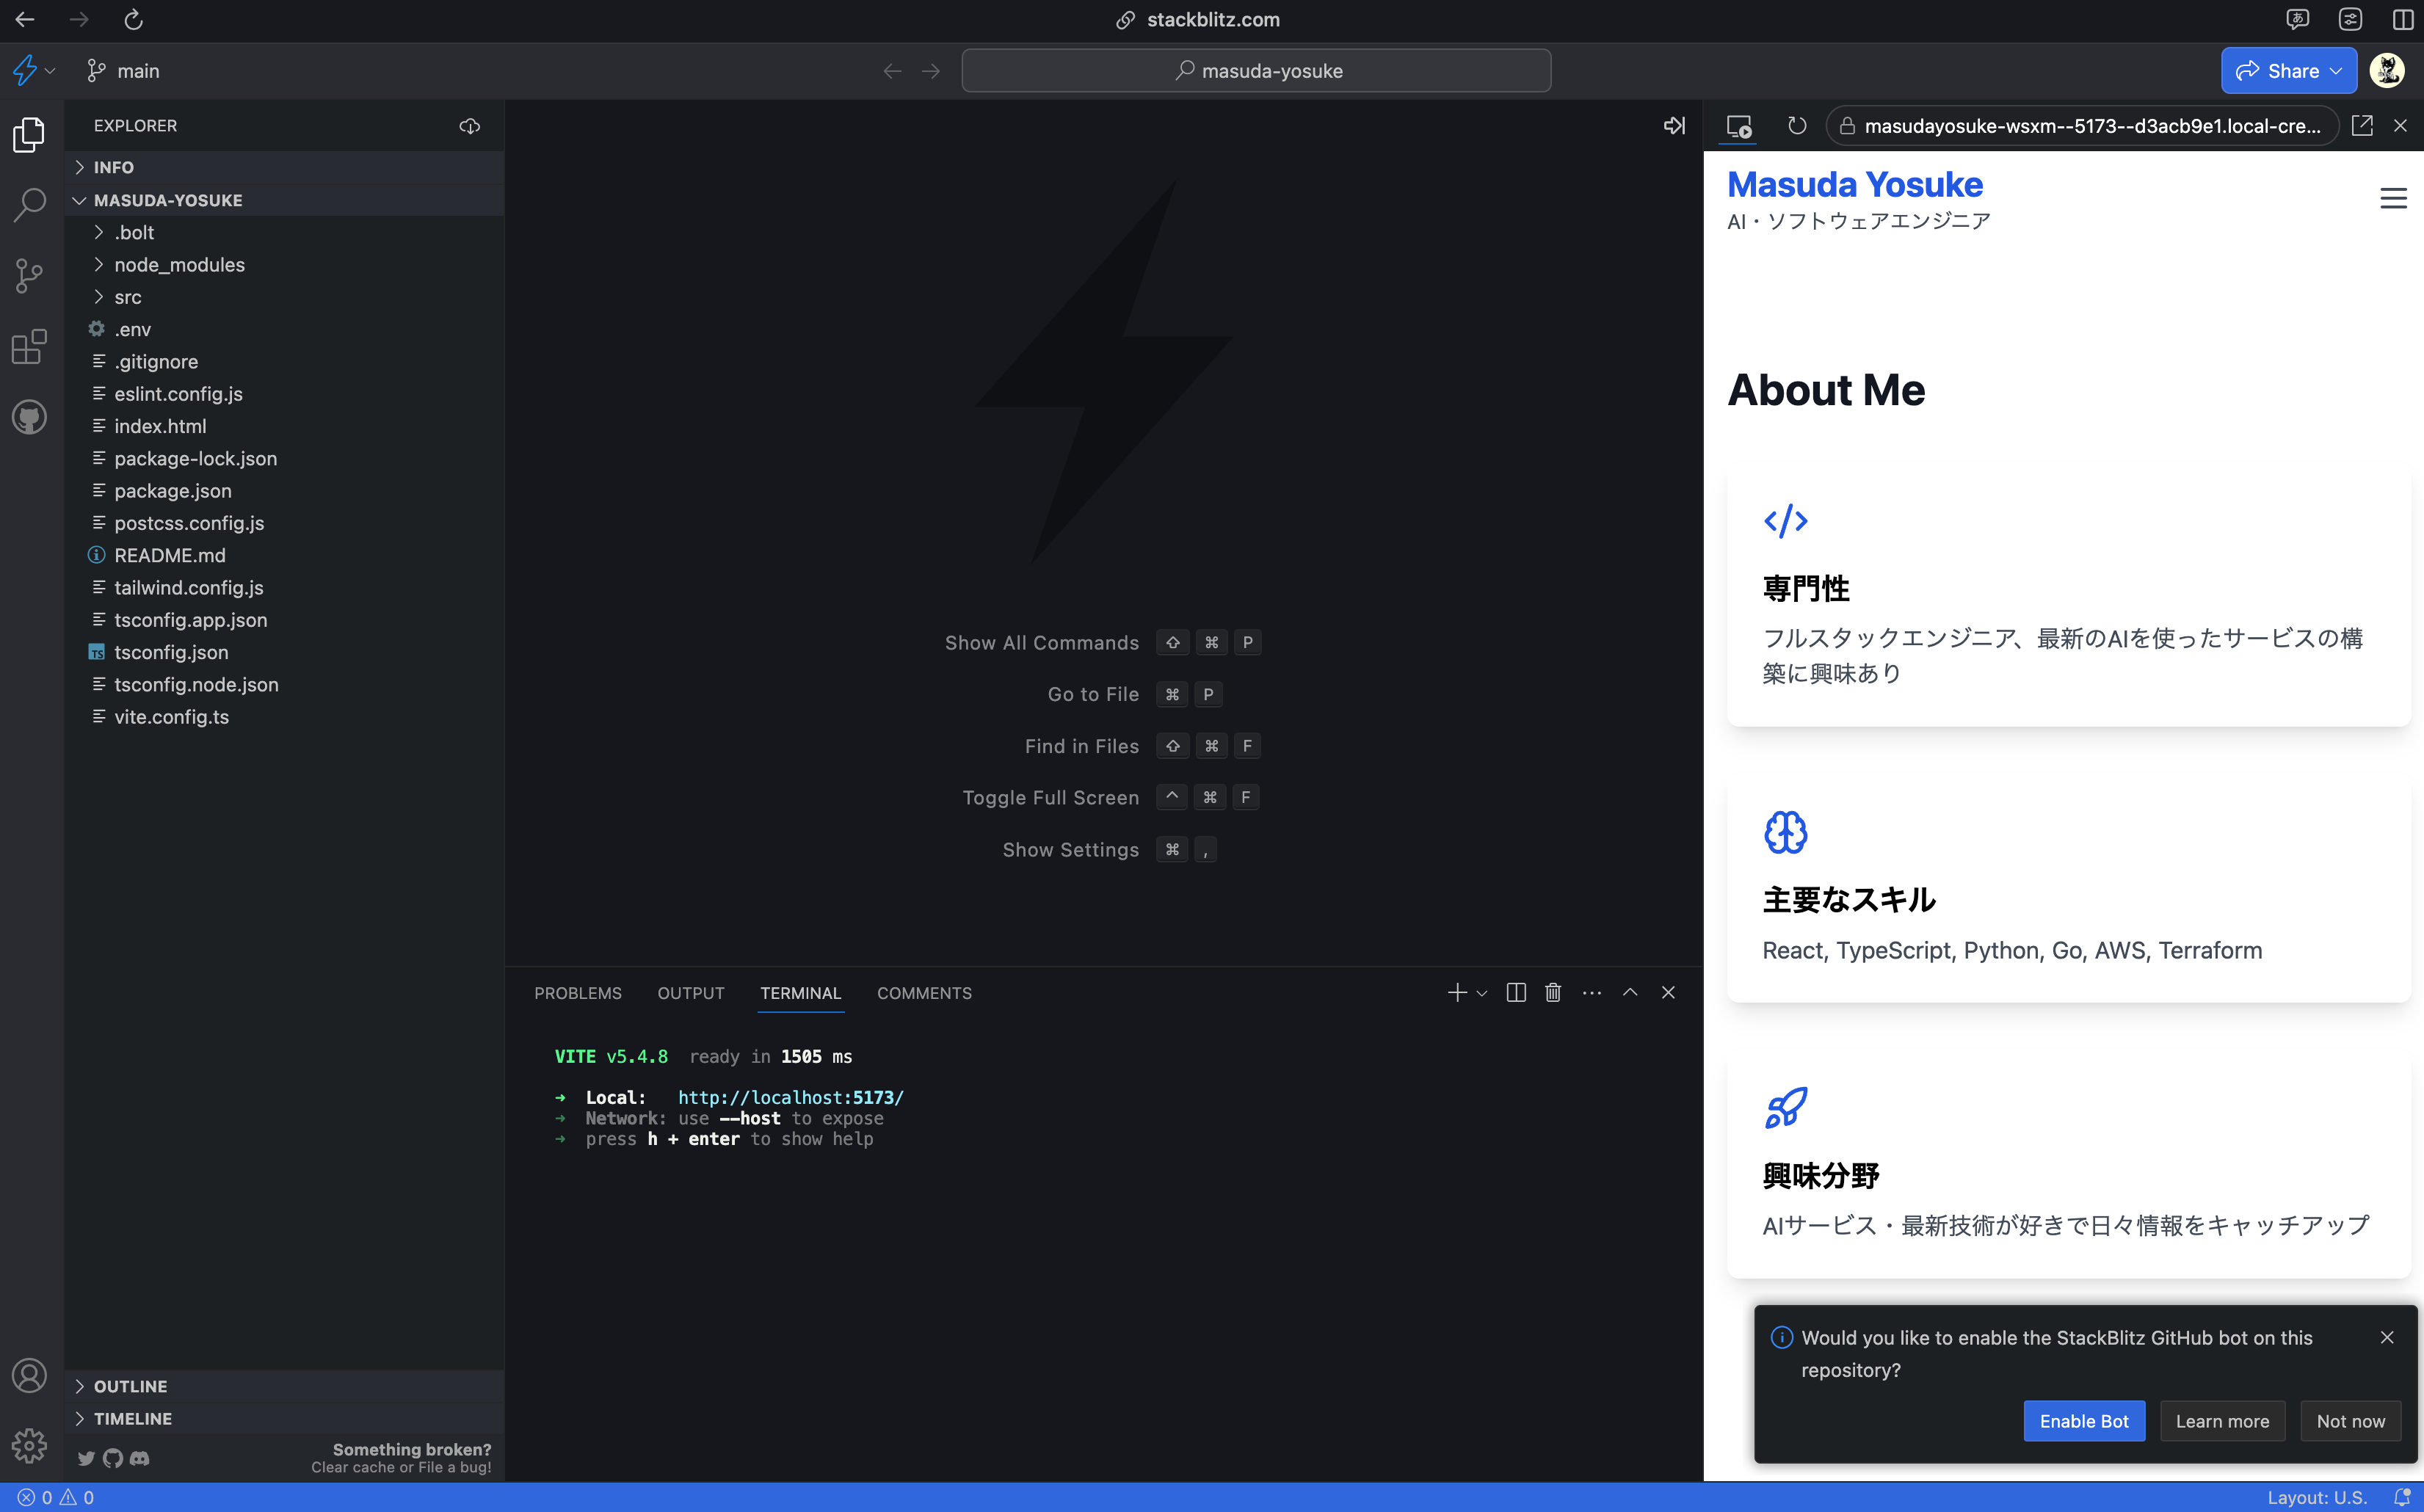 stackblitz.com
main
masuda-yosuke
Share
EXPLORER
INFO
MASUDA-YOSUKE
.bolt
node_modules
src
.env
.gitignore
eslint.config.js
index.html
package-lock.json
package.json
postcss.config.js
README.md
tailwind.config.js
tsconfig.app.json
TS tsconfig.json
tsconfig.node.json
vite.config.ts
OUTLINE
TIMELINE
Something broken?
Clear cache or File a bug!
Show All Commands ⇧ ⌘ P
Go to File ⌘ P
Find in Files ⇧ ⌘ F
Toggle Full Screen ⌃ ⌘ F
Show Settings ⌘ ,
PROBLEMS OUTPUT TERMINAL COMMENTS
VITE v5.4.8 ready in 1505 ms
➜ Local: http://localhost:5173/
➜ Network: use --host to expose
➜ press h + enter to show help
masudayosuke-wsxm--5173--d3acb9e1.local-cre...
Masuda Yosuke
AI・ソフトウェアエンジニア
About Me
専門性
フルスタックエンジニア、最新のAIを使ったサービスの構
築に興味あり
主要なスキル
React, TypeScript, Python, Go, AWS, Terraform
興味分野
AIサービス・最新技術が好きで日々情報をキャッチアップ
Would you like to enable the StackBlitz GitHub bot on this
repository?
Enable Bot Learn more Not now
0 0
Layout: U.S.